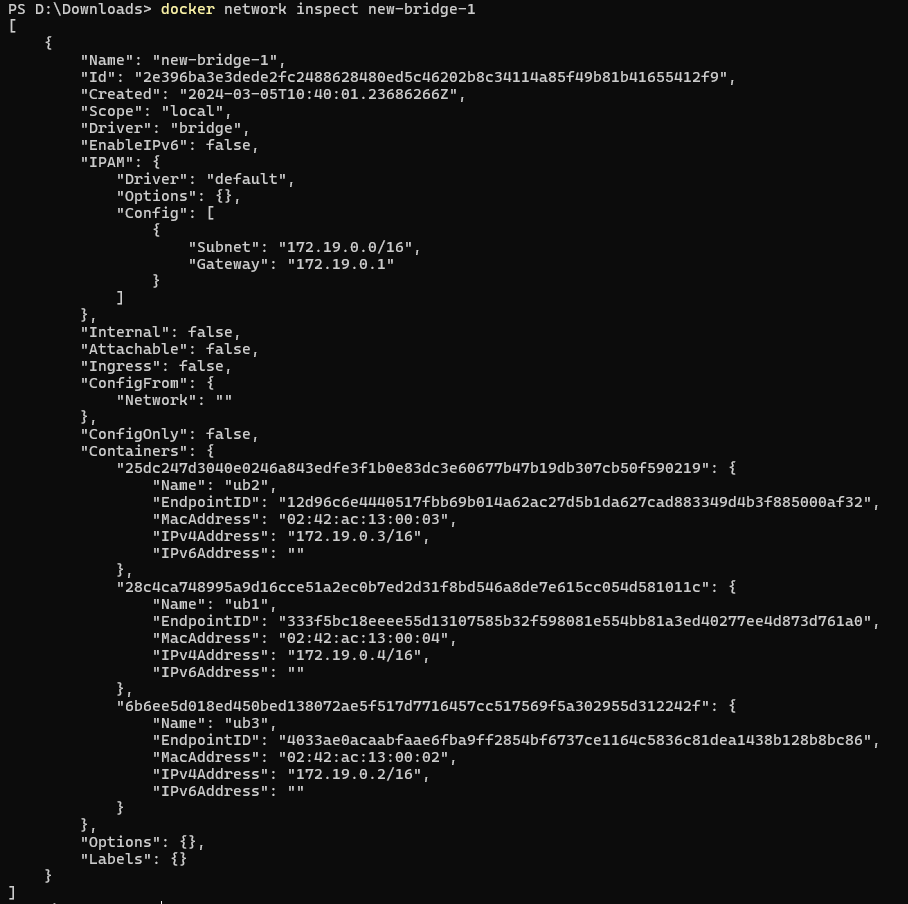 PS D:\Downloads> docker network inspect new-bridge-1
[
    {
        "Name": "new-bridge-1",
        "Id": "2e396ba3e3dede2fc2488628480ed5c46202b8c34114a85f49b81b41655412f9",
        "Created": "2024-03-05T10:40:01.23686266Z",
        "Scope": "local",
        "Driver": "bridge",
        "EnableIPv6": false,
        "IPAM": {
            "Driver": "default",
            "Options": {},
            "Config": [
                {
                    "Subnet": "172.19.0.0/16",
                    "Gateway": "172.19.0.1"
                }
            ]
        },
        "Internal": false,
        "Attachable": false,
        "Ingress": false,
        "ConfigFrom": {
            "Network": ""
        },
        "ConfigOnly": false,
        "Containers": {
            "25dc247d3040e0246a843edfe3f1b0e83dc3e60677b47b19db307cb50f590219": {
                "Name": "ub2",
                "EndpointID": "12d96c6e4440517fbb69b014a62ac27d5b1da627cad883349d4b3f885000af32",
                "MacAddress": "02:42:ac:13:00:03",
                "IPv4Address": "172.19.0.3/16",
                "IPv6Address": ""
            },
            "28c4ca748995a9d16cce51a2ec0b7ed2d31f8bd546a8de7e615cc054d581011c": {
                "Name": "ub1",
                "EndpointID": "333f5bc18eeee55d13107585b32f598081e554bb81a3ed40277ee4d873d761a0",
                "MacAddress": "02:42:ac:13:00:04",
                "IPv4Address": "172.19.0.4/16",
                "IPv6Address": ""
            },
            "6b6ee5d018ed450bed138072ae5f517d7716457cc517569f5a302955d312242f": {
                "Name": "ub3",
                "EndpointID": "4033ae0acaabfaae6fba9ff2854bf6737ce1164c5836c81dea1438b128b8bc86",
                "MacAddress": "02:42:ac:13:00:02",
                "IPv4Address": "172.19.0.2/16",
                "IPv6Address": ""
            }
        },
        "Options": {},
        "Labels": {}
    }
]